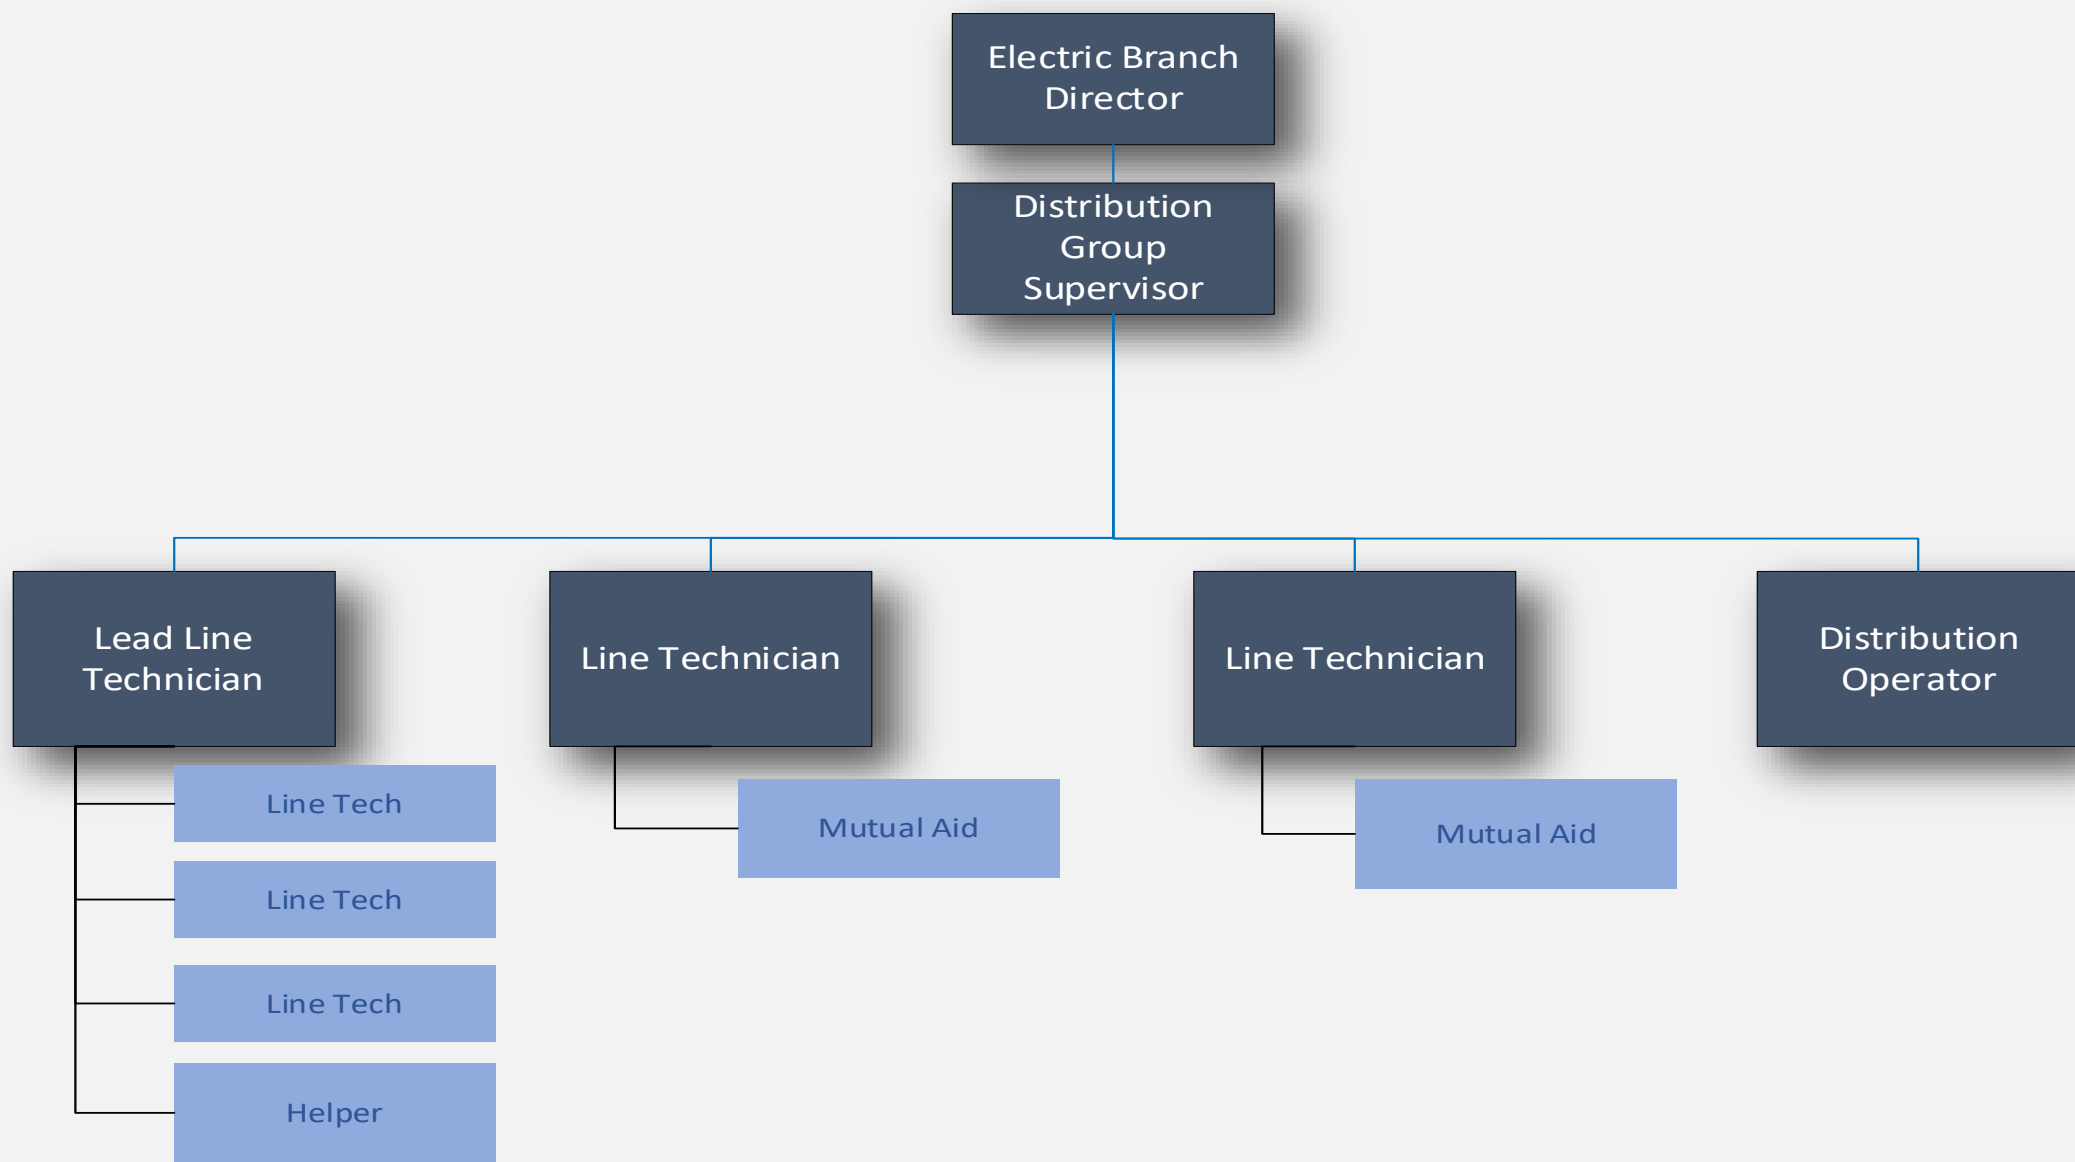 Electric Branch
Director
Distribution
Group
Supervisor
Lead Line
Technician
Line Technician
Line Technician
Distribution
Operator
Line Tech
Line Tech
Line Tech
Helper
Mutual Aid
Mutual Aid